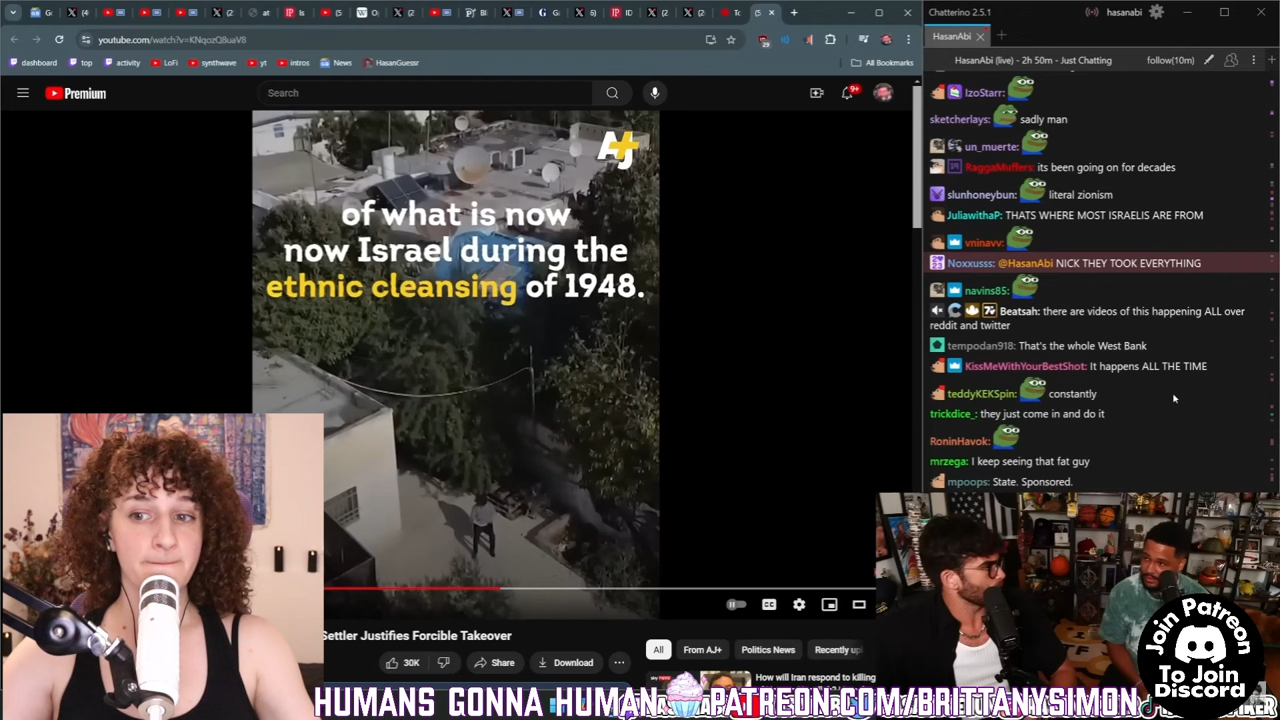 youtube.com/watch?v=KNqozQ8uaV8
dashboard
top
activity
LoFi
synthwave
yt
intros
News
HasanGuessr
All Bookmarks
Premium
Search
9+
AJ+
of what is now
now Israel during the
ethnic cleansing of 1948.
Settler Justifies Forcible Takeover
30K
Share
Download
All
From AJ+
Politics News
Recently up
How will Iran respond to killing
Chatterino 2.5.1
hasanabi
HasanAbi
HasanAbi (live) - 2h 50m - Just Chatting
follow(10m)
IzoStarr:
sketcherlays: sadly man
un_muerte:
RaggaMuffers: its been going on for decades
slunhoneybun: literal zionism
JuliawithaP: THATS WHERE MOST ISRAELIS ARE FROM
vninavv:
Noxxusss: @HasanAbi NICK THEY TOOK EVERYTHING
navins85:
Beatsah: there are videos of this happening ALL over
reddit and twitter
tempodan918: That's the whole West Bank
KissMeWithYourBestShot: It happens ALL THE TIME
teddyKEKSpin: constantly
trickdice_: they just come in and do it
RoninHavok:
mrzega: I keep seeing that fat guy
mpoops: State. Sponsored.
Join Patreon
To Join
Discord
HUMANS GONNA HUMAN PATREON.COM/BRITTANYSIMON